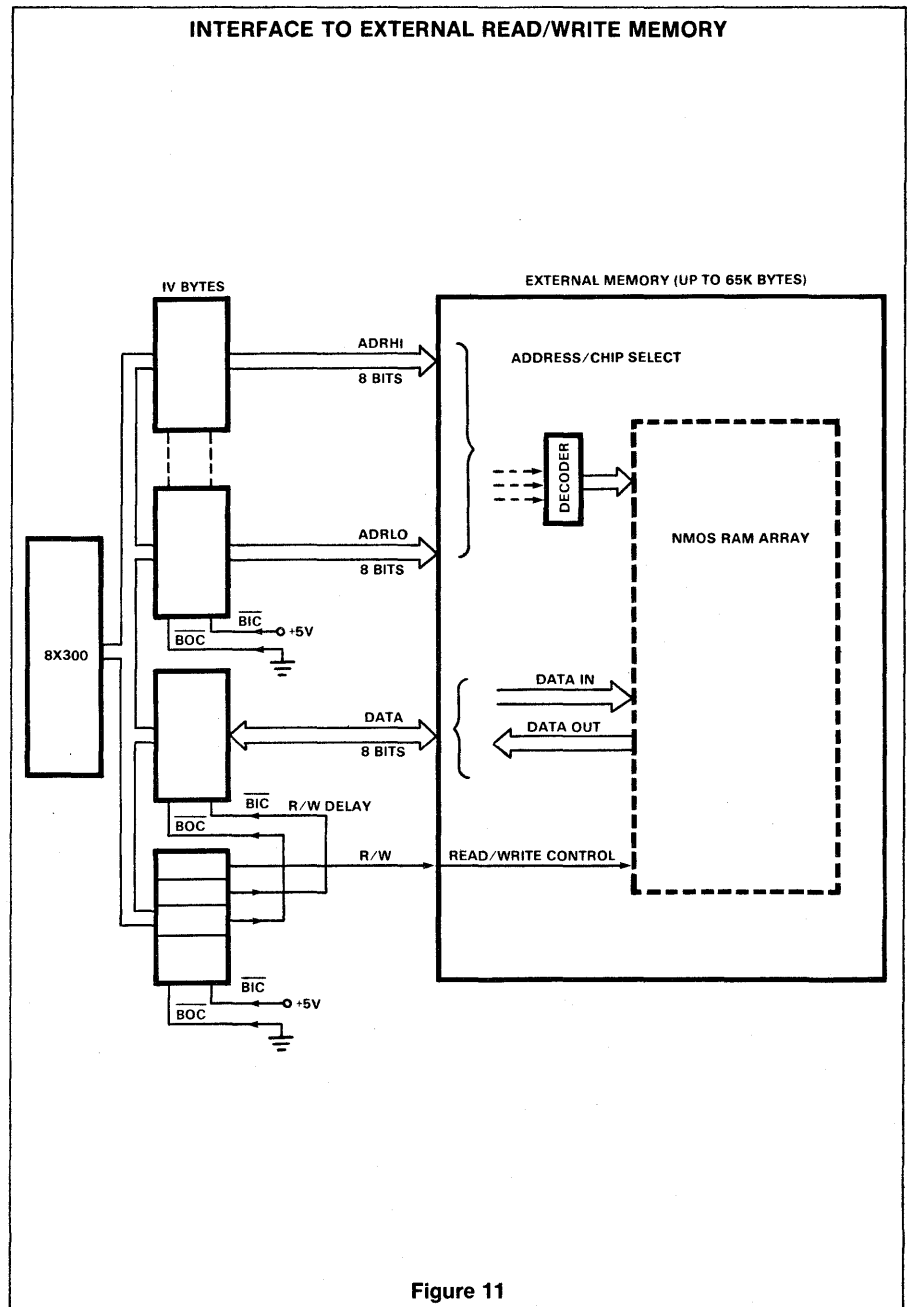 INTERFACE TO EXTERNAL READ/WRITE MEMORY
IV BYTES
EXTERNAL MEMORY (UP TO 65K BYTES)
ADRHI
8 BITS
ADDRESS/CHIP SELECT
DECODER
NMOS RAM ARRAY
ADRLO
8 BITS
BIC
+5V
BOC
8X300
DATA IN
DATA
DATA OUT
8 BITS
BIC
R/W DELAY
BOC
R/W
READ/WRITE CONTROL
BIC
+5V
BOC
Figure 11